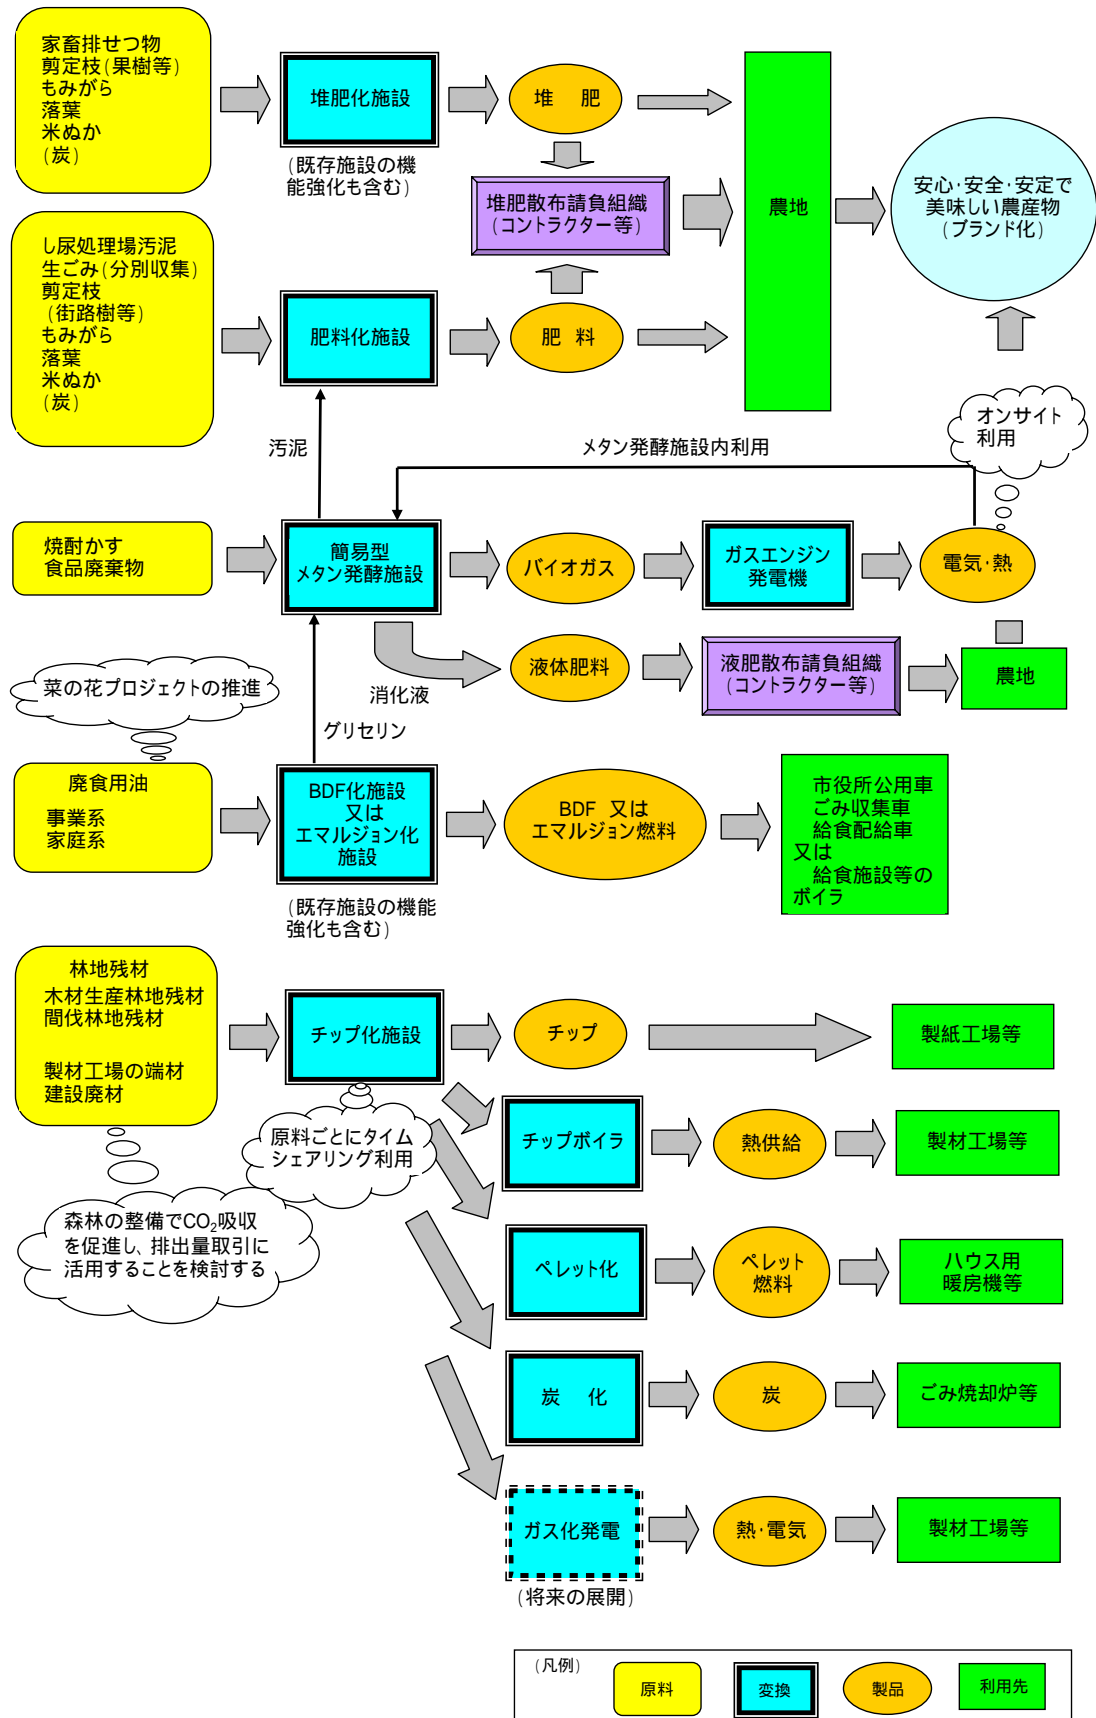 家畜排せつ物
剪定枝(果樹等)
もみがら
落葉
米ぬか
(炭)
堆肥化施設
(既存施設の機
能強化も含む)
堆 肥
堆肥散布請負組織
(コントラクター等)
農地
安心・安全・安定で
美味しい農産物
(ブランド化)
し尿処理場汚泥
生ごみ(分別収集)
剪定枝
(街路樹等)
もみがら
落葉
米ぬか
(炭)
肥料化施設
肥 料
汚泥
メタン発酵施設内利用
オンサイト
利用
焼酎かす
食品廃棄物
簡易型
メタン発酵施設
バイオガス
ガスエンジン
発電機
電気・熱
消化液
液体肥料
液肥散布請負組織
(コントラクター等)
農地
菜の花プロジェクトの推進
グリセリン
廃食用油
事業系
家庭系
BDF化施設
又は
エマルジョン化
施設
(既存施設の機能
強化も含む)
BDF 又は
エマルジョン燃料
市役所公用車
ごみ収集車
給食配給車
又は
給食施設等の
ボイラ
林地残材
木材生産林地残材
間伐林地残材
製材工場の端材
建設廃材
チップ化施設
チップ
製紙工場等
原料ごとにタイム
シェアリング利用
チップボイラ
熱供給
製材工場等
森林の整備でCO₂吸収
を促進し、排出量取引に
活用することを検討する
ペレット化
ペレット
燃料
ハウス用
暖房機等
炭 化
炭
ごみ焼却炉等
ガス化発電
(将来の展開)
熱・電気
製材工場等
(凡例)
原料
変換
製品
利用先